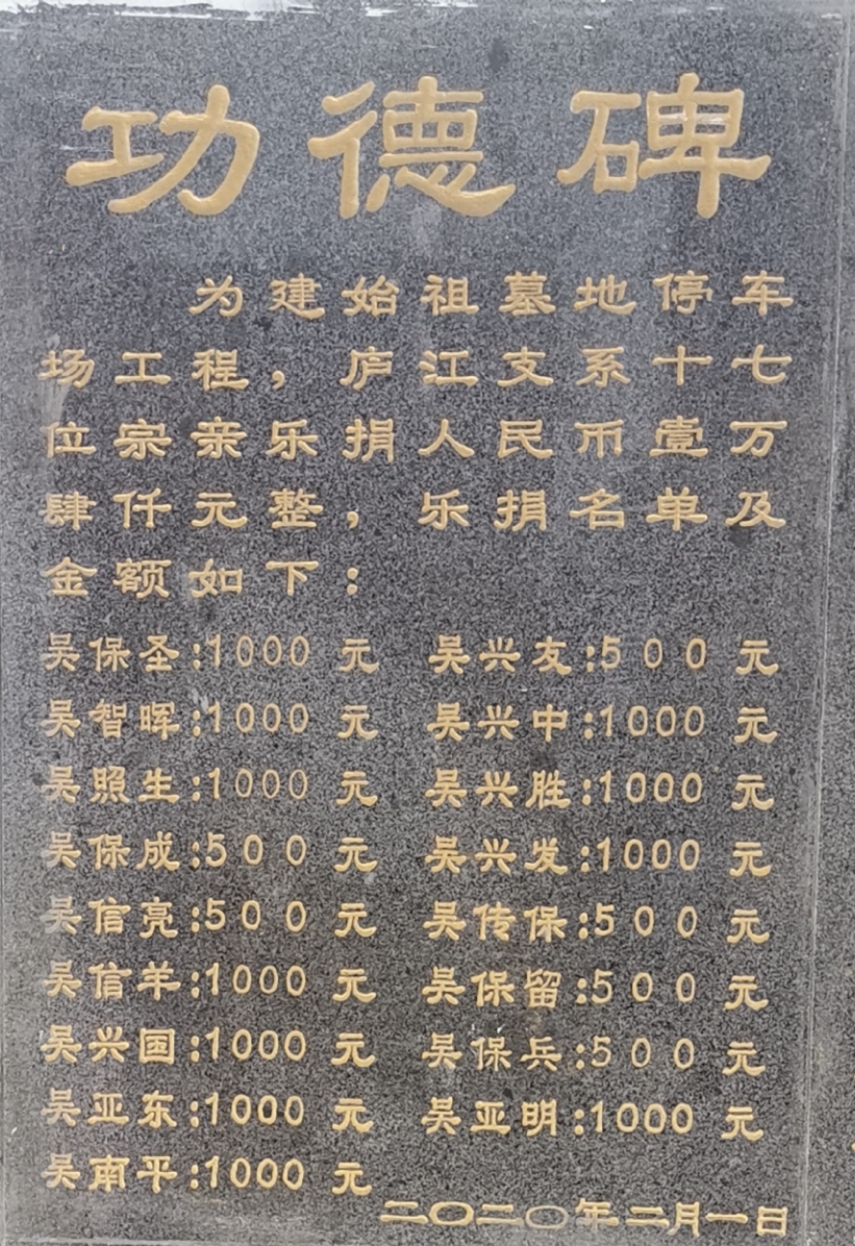 功德碑
为建始祖墓地停车
场工程，庐江支系十七
位宗亲乐捐人民币壹万
肆仟元整，乐捐名单及
金额如下：
吴保圣:1000 元 吴兴友:500 元
吴智晖:1000 元 吴兴中:1000 元
吴照生:1000 元 吴兴胜:1000 元
吴保成:500 元 吴兴发:1000 元
吴信亮:500 元 吴传保:500 元
吴信羊:1000 元 吴保留:500 元
吴兴国:1000 元 吴保兵:500 元
吴亚东:1000 元 吴亚明:1000 元
吴南平:1000 元
二〇二〇年二月一日